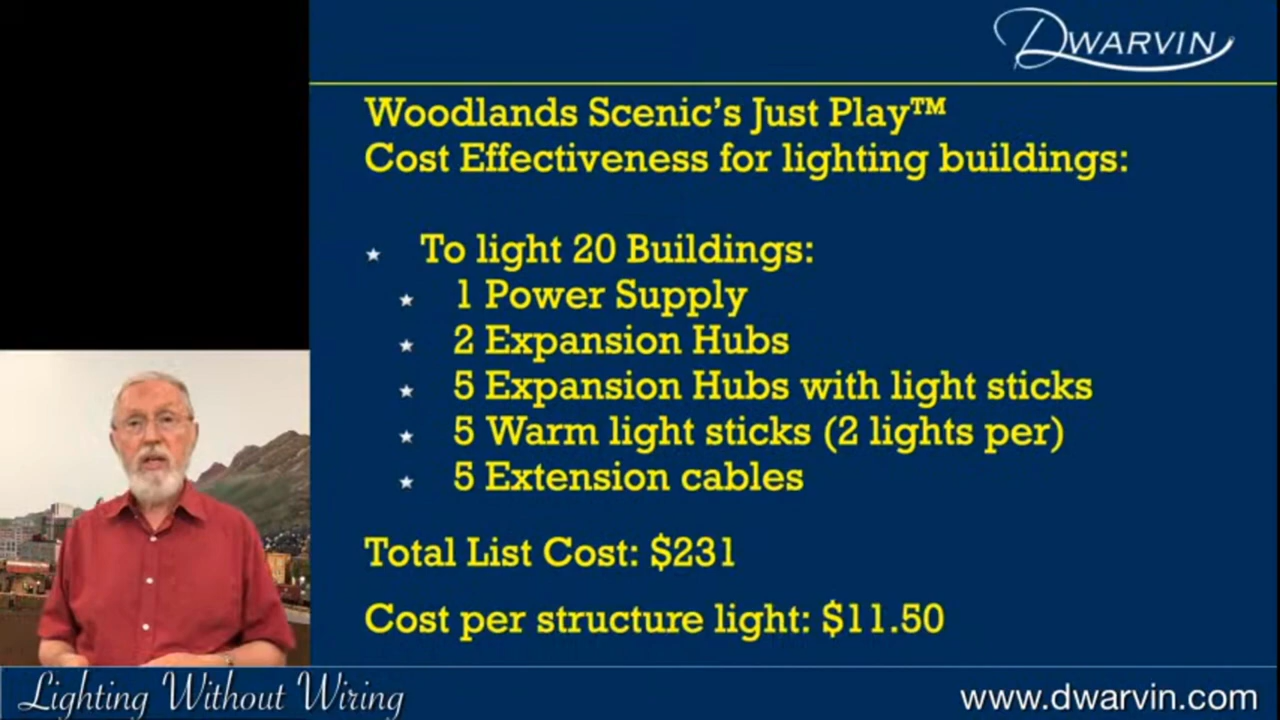 DWARVIN
Woodlands Scenic's Just Play™
Cost Effectiveness for lighting buildings:
To light 20 Buildings:
1 Power Supply
2 Expansion Hubs
5 Expansion Hubs with light sticks
5 Warm light sticks (2 lights per)
5 Extension cables
Total List Cost: $231
Cost per structure light: $11.50
Lighting Without Wiring
www.dwarvin.com